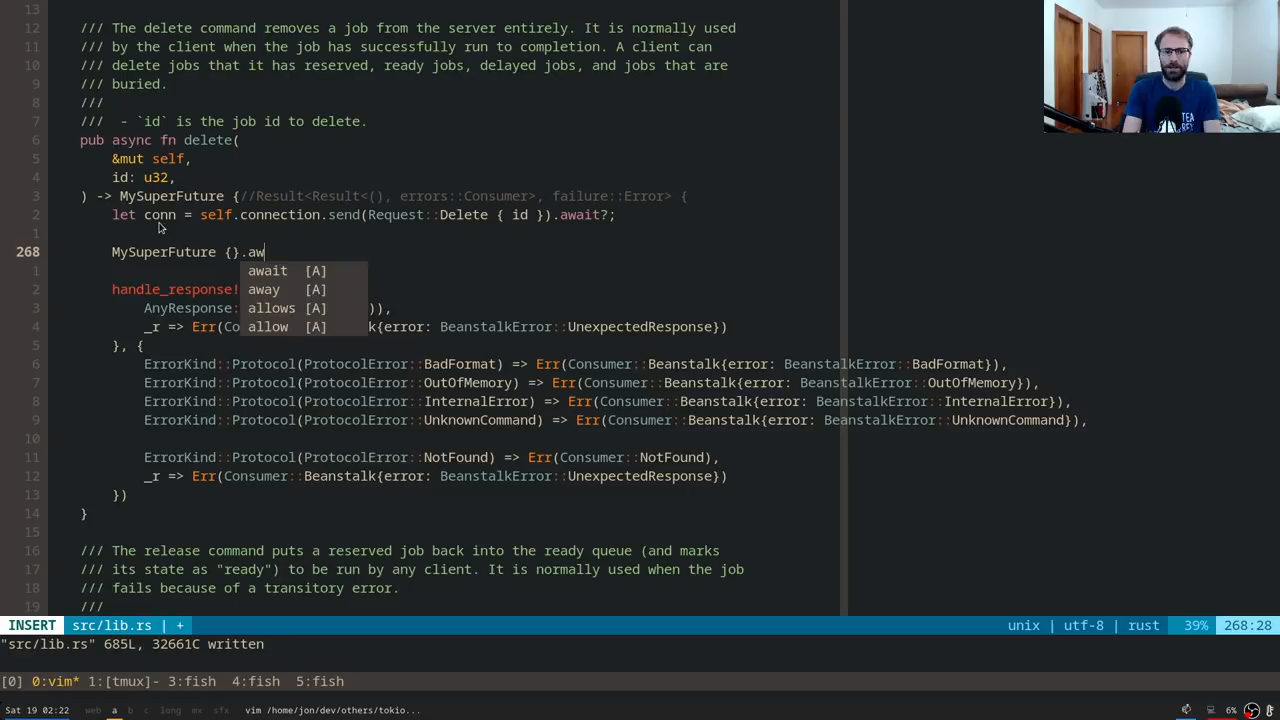 13
12 /// The delete command removes a job from the server entirely. It is normally used
11 /// by the client when the job has successfully run to completion. A client can
10 /// delete jobs that it has reserved, ready jobs, delayed jobs, and jobs that are
9 /// buried.
8 ///
7 ///  - `id` is the job id to delete.
6 pub async fn delete(
5 &mut self,
4 id: u32,
3 ) -> MySuperFuture {//Result<Result<(), errors::Consumer>, failure::Error> {
2 let conn = self.connection.send(Request::Delete { id }).await?;
1
268 MySuperFuture {}.aw
1 await [A]
2 handle_response! away [A]
3 AnyResponse: allows [A] )),
4 _r => Err(Co allow [A] k{error: BeanstalkError::UnexpectedResponse})
5 }, {
6 ErrorKind::Protocol(ProtocolError::BadFormat) => Err(Consumer::Beanstalk{error: BeanstalkError::BadFormat}),
7 ErrorKind::Protocol(ProtocolError::OutOfMemory) => Err(Consumer::Beanstalk{error: BeanstalkError::OutOfMemory}),
8 ErrorKind::Protocol(ProtocolError::InternalError) => Err(Consumer::Beanstalk{error: BeanstalkError::InternalError}),
9 ErrorKind::Protocol(ProtocolError::UnknownCommand) => Err(Consumer::Beanstalk{error: BeanstalkError::UnknownCommand}),
10
11 ErrorKind::Protocol(ProtocolError::NotFound) => Err(Consumer::NotFound),
12 _r => Err(Consumer::Beanstalk{error: BeanstalkError::UnexpectedResponse})
13 })
14 }
15
16 /// The release command puts a reserved job back into the ready queue (and marks
17 /// its state as "ready") to be run by any client. It is normally used when the job
18 /// fails because of a transitory error.
19 ///
INSERT src/lib.rs | + unix | utf-8 | rust 39% 268:28
"src/lib.rs" 685L, 32661C written
[0] 0:vim* 1:[tmux]- 3:fish 4:fish 5:fish
Sat 19 02:22 web a b c long mx sfx vim /home/jon/dev/others/tokio... 6%